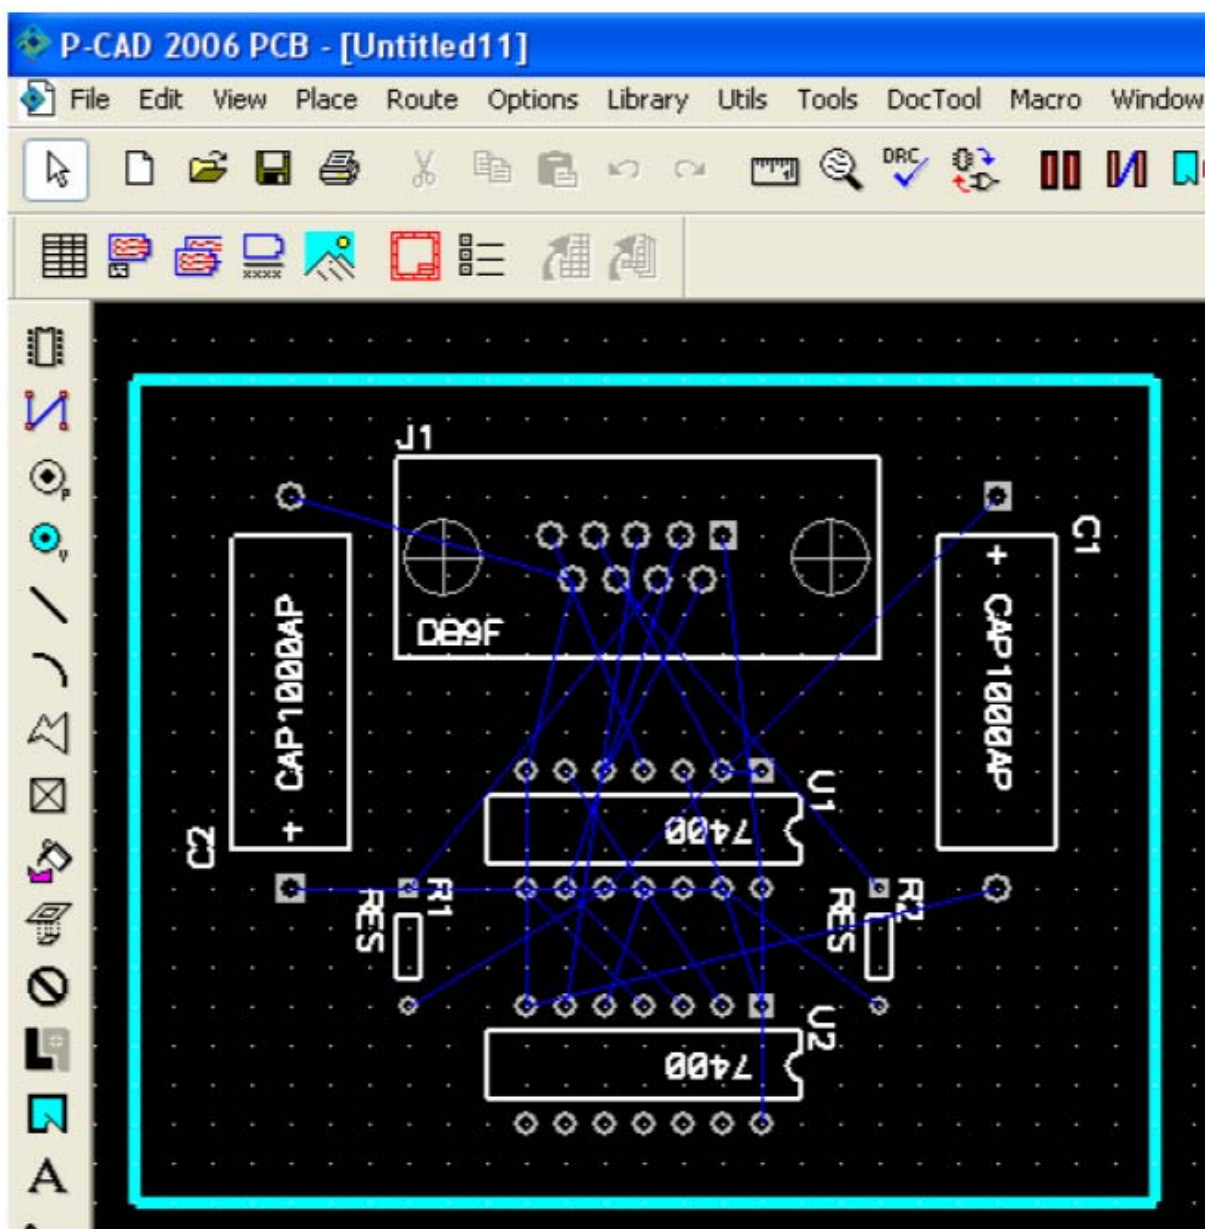 P-CAD 2006 PCB - [Untitled11]
File Edit View Place Route Options Library Utils Tools DocTool Macro Window
DRC
xxxx
P
V
A
J1
DB9F
C1
+ CAP1000AP
+ CAP1000AP
C2
U1
7400
R1
RES
R2
RES
U2
7400